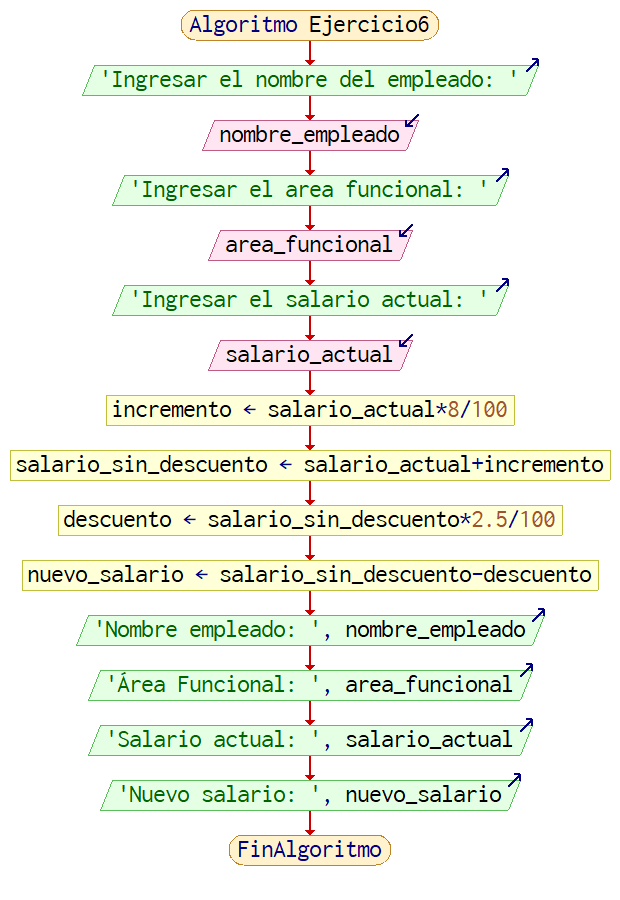 Algoritmo Ejercicio6
'Ingresar el nombre del empleado: '
nombre_empleado
'Ingresar el area funcional: '
area_funcional
'Ingresar el salario actual: '
salario_actual
incremento ← salario_actual*8/100
salario_sin_descuento ← salario_actual+incremento
descuento ← salario_sin_descuento*2.5/100
nuevo_salario ← salario_sin_descuento-descuento
'Nombre empleado: ', nombre_empleado
'Área Funcional: ', area_funcional
'Salario actual: ', salario_actual
'Nuevo salario: ', nuevo_salario
FinAlgoritmo